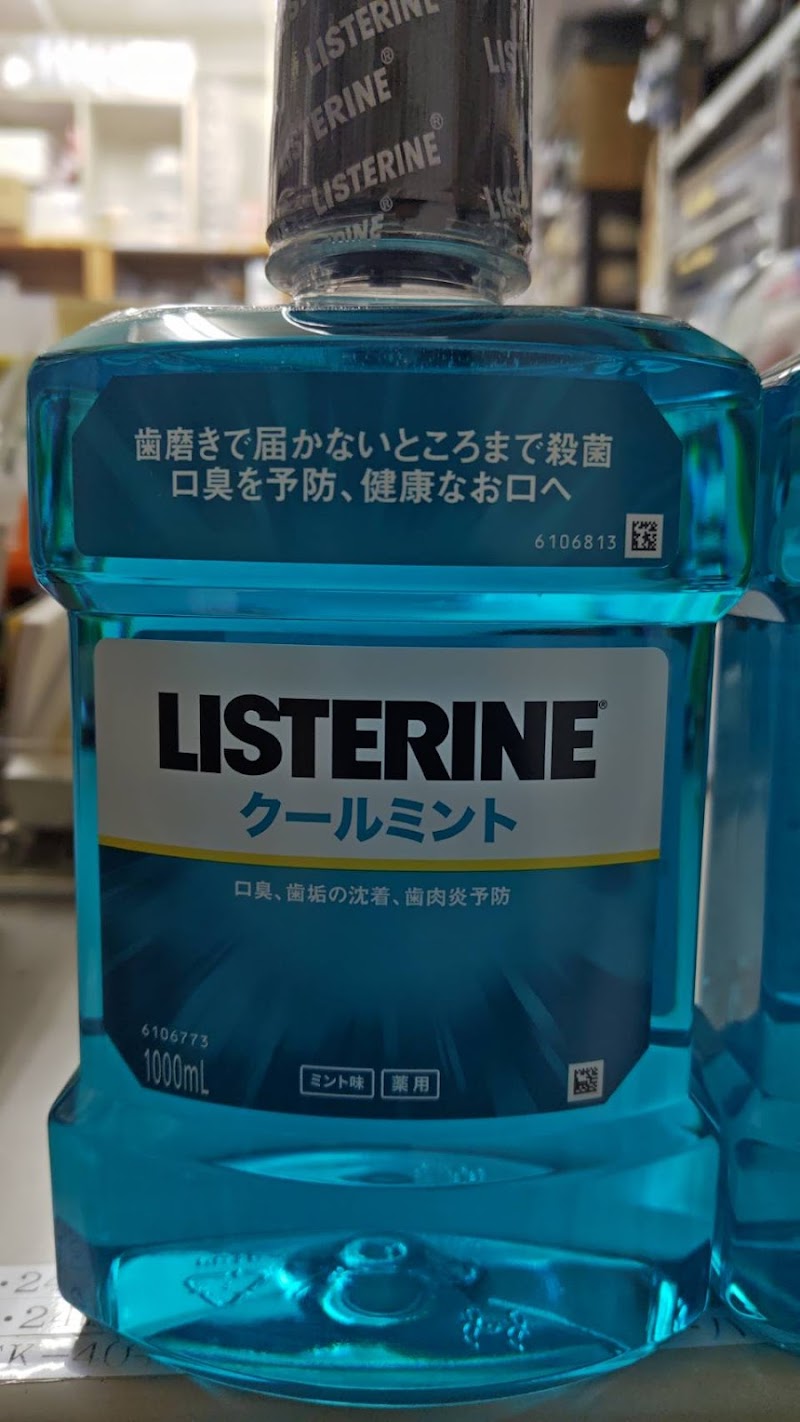 LISTERINE
LISTERINE®
LISTERINE®
歯磨きで届かないところまで殺菌
口臭を予防、健康なお口へ
6106813
LISTERINE®
クールミント
口臭、歯垢の沈着、歯肉炎予防
6106773
1000mL
ミント味 薬用